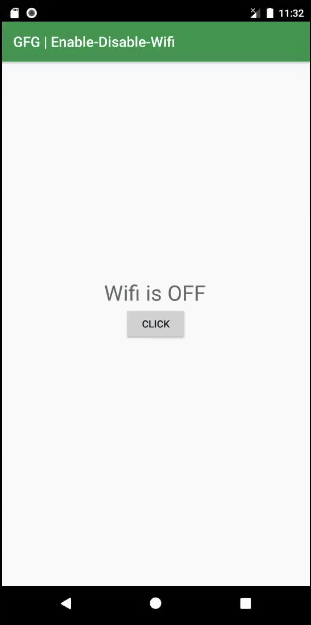 11:32
GFG | Enable-Disable-Wifi
Wifi is OFF
CLICK